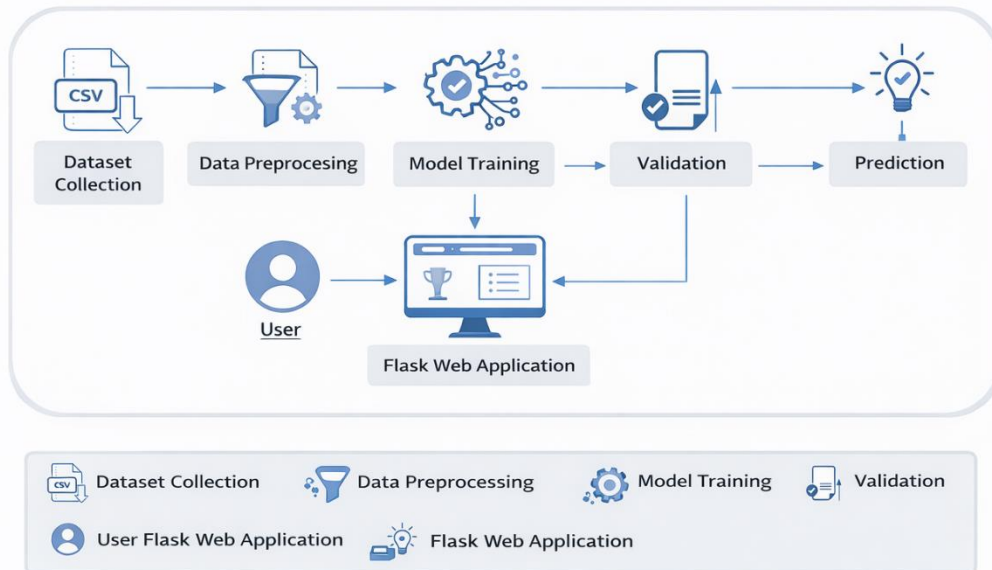 CSV
Dataset
Collection
Data Preprocesing
Model Training
Validation
Prediction
User
Flask Web Application
CSV
Dataset Collection
Data Preprocessing
Model Training
Validation
User Flask Web Application
Flask Web Application